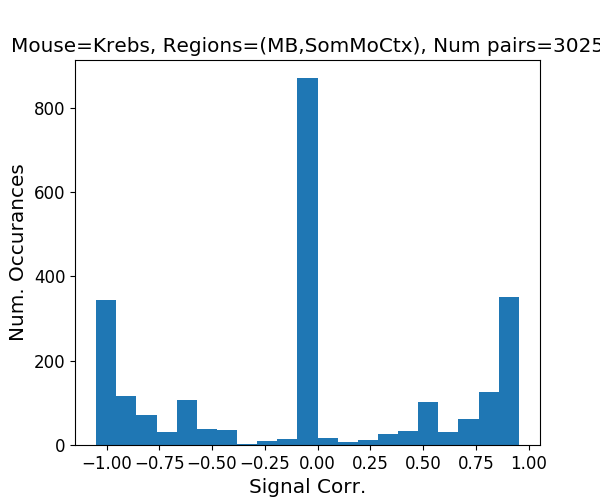 Mouse=Krebs, Regions=(MB,SomMoCtx), Num pairs=3025
800
600
400
200
0
Num. Occurances
−1.00 −0.75 −0.50 −0.25 0.00 0.25 0.50 0.75 1.00
Signal Corr.